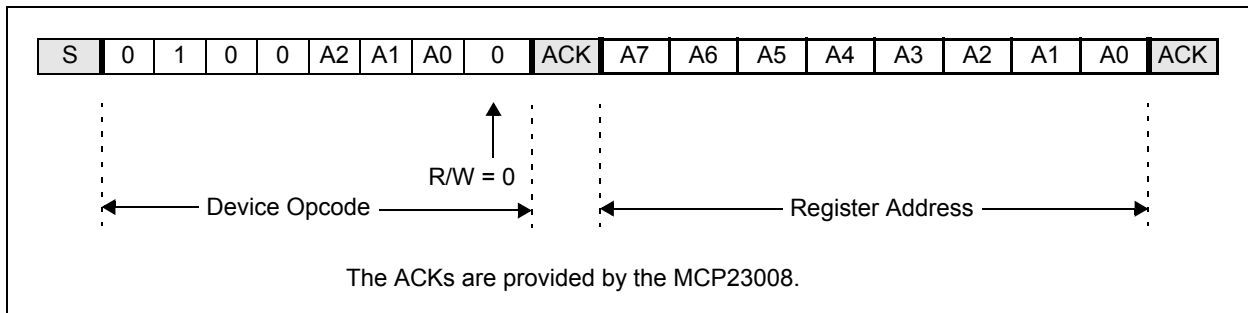 S 0 1 0 0 A2 A1 A0 0 ACK A7 A6 A5 A4 A3 A2 A1 A0 ACK
R/W = 0
Device Opcode Register Address
The ACKs are provided by the MCP23008.